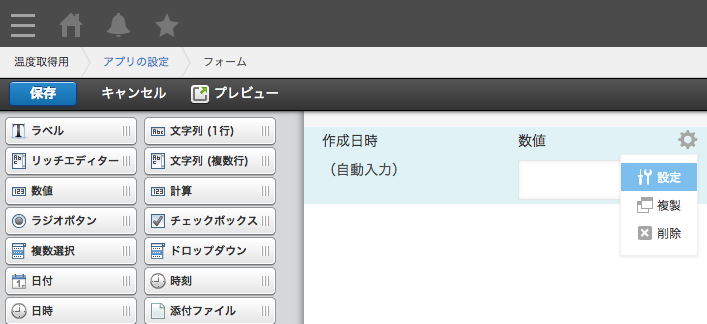 温度取得用 アプリの設定 フォーム
保存 キャンセル プレビュー
ラベル 文字列 (1行)
リッチエディター 文字列 (複数行)
数値 計算
ラジオボタン チェックボックス
複数選択 ドロップダウン
日付 時刻
日時 添付ファイル
作成日時 数値
（自動入力）
設定
複製
削除